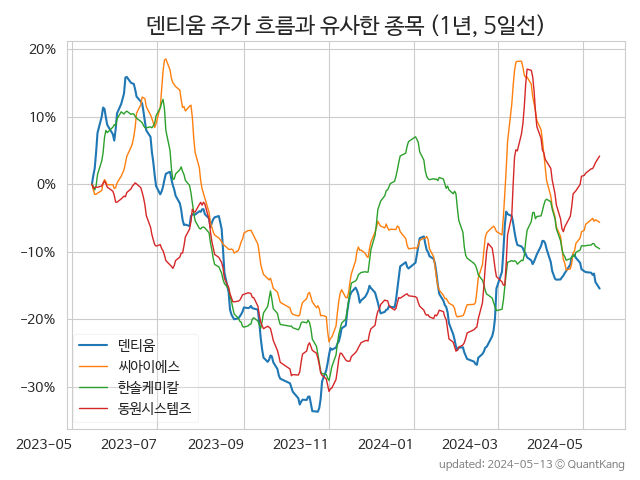 덴티움 주가 흐름과 유사한 종목 (1년, 5일선)
20%
10%
0%
−10%
−20%
−30%
덴티움
씨아이에스
한솔케미칼
동원시스템즈
2023-05 2023-07 2023-09 2023-11 2024-01 2024-03 2024-05
updated: 2024-05-13 ⓒ QuantKang